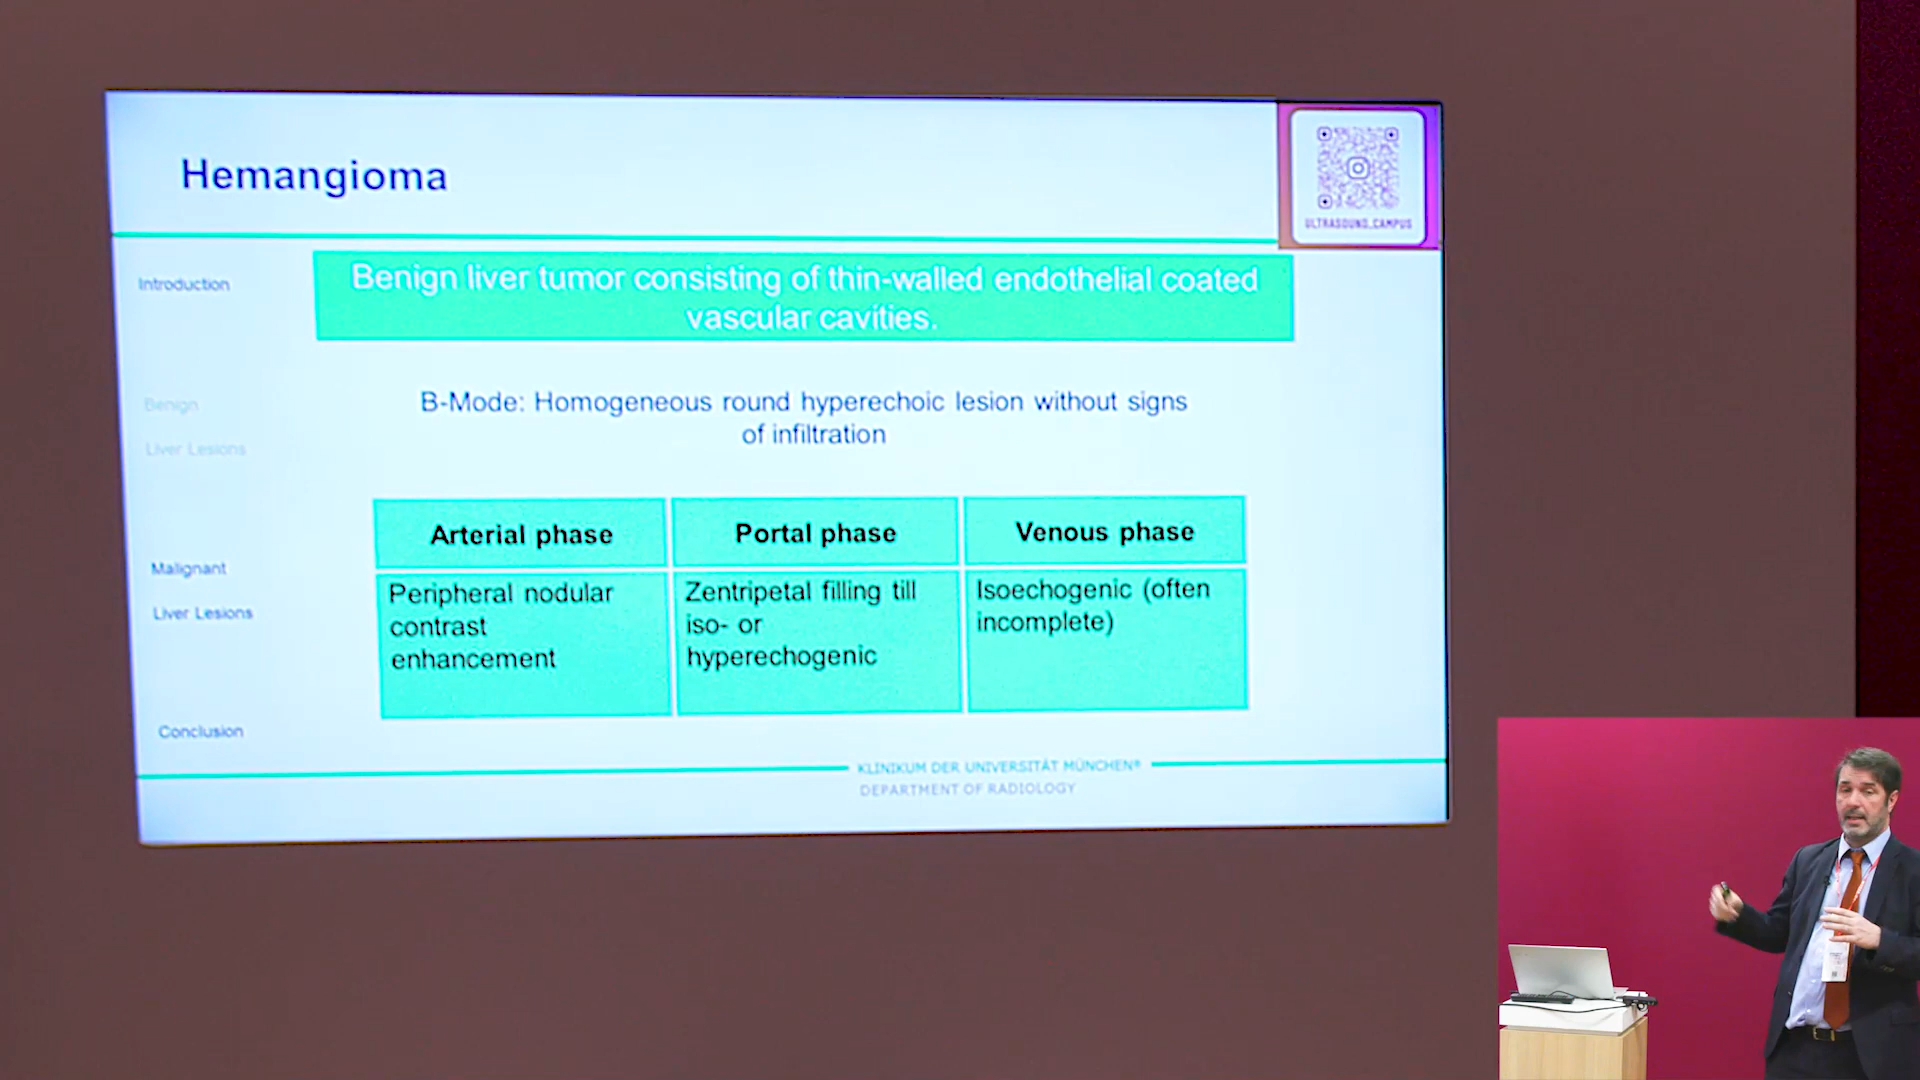 Hemangioma
ULTRASOUND_CAMPUS
Introduction
Benign
Liver Lesions
Malignant
Liver Lesions
Conclusion
Benign liver tumor consisting of thin-walled endothelial coated
vascular cavities.
B-Mode: Homogeneous round hyperechoic lesion without signs
of infiltration
Arterial phase
Portal phase
Venous phase
Peripheral nodular
contrast
enhancement
Zentripetal filling till
iso- or
hyperechogenic
Isoechogenic (often
incomplete)
KLINIKUM DER UNIVERSITÄT MÜNCHEN®
DEPARTMENT OF RADIOLOGY